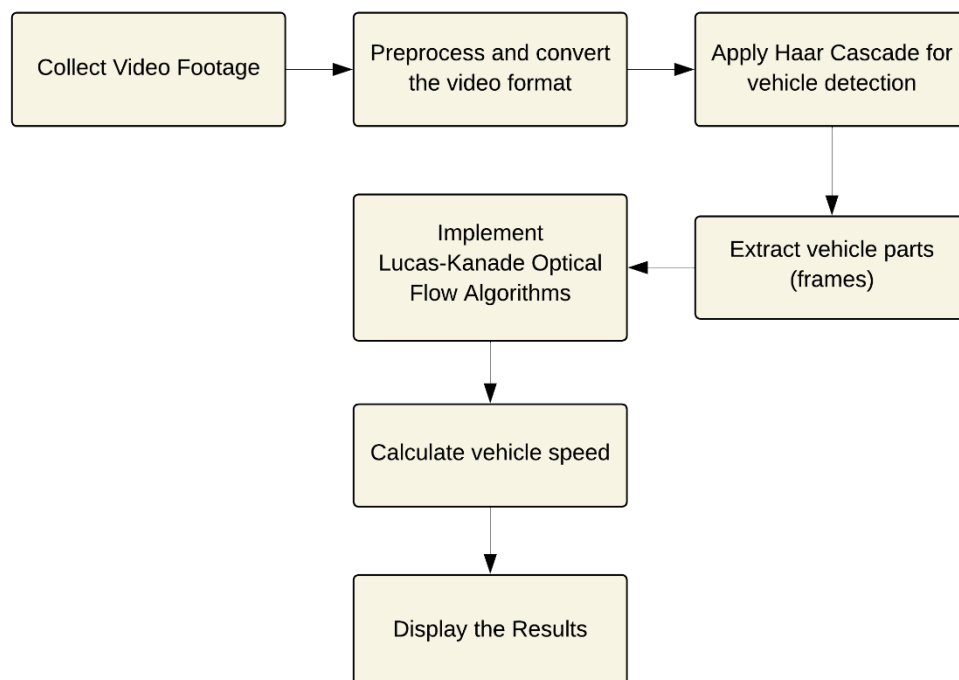 Collect Video Footage
Preprocess and convert
the video format
Apply Haar Cascade for
vehicle detection
Extract vehicle parts
(frames)
Implement
Lucas-Kanade Optical
Flow Algorithms
Calculate vehicle speed
Display the Results